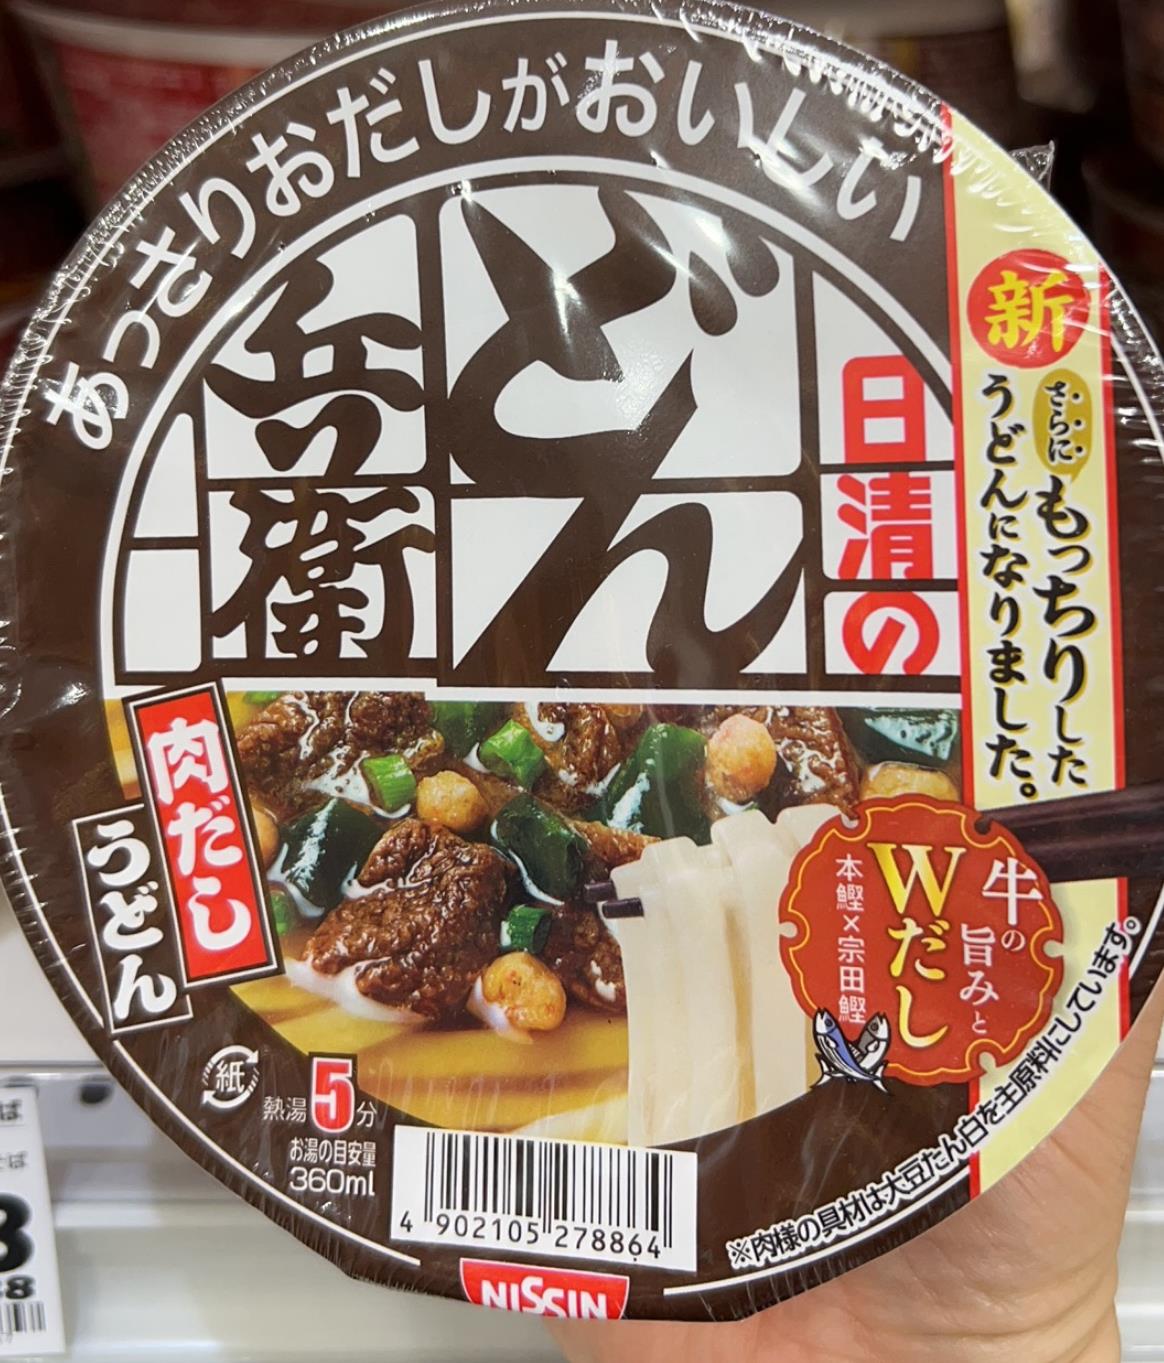 あっさりおだしがおいしい
日清の
どん
兵衛
新
さらにもっちりした
うどんになりました。
肉だし
うどん
牛の
旨みと
Wだし
本鰹×宗田鰹
紙
熱湯5分
お湯の目安量
360ml
4 902105 278864
※肉様の具材は大豆たん白を主原料にしています。
NISSIN